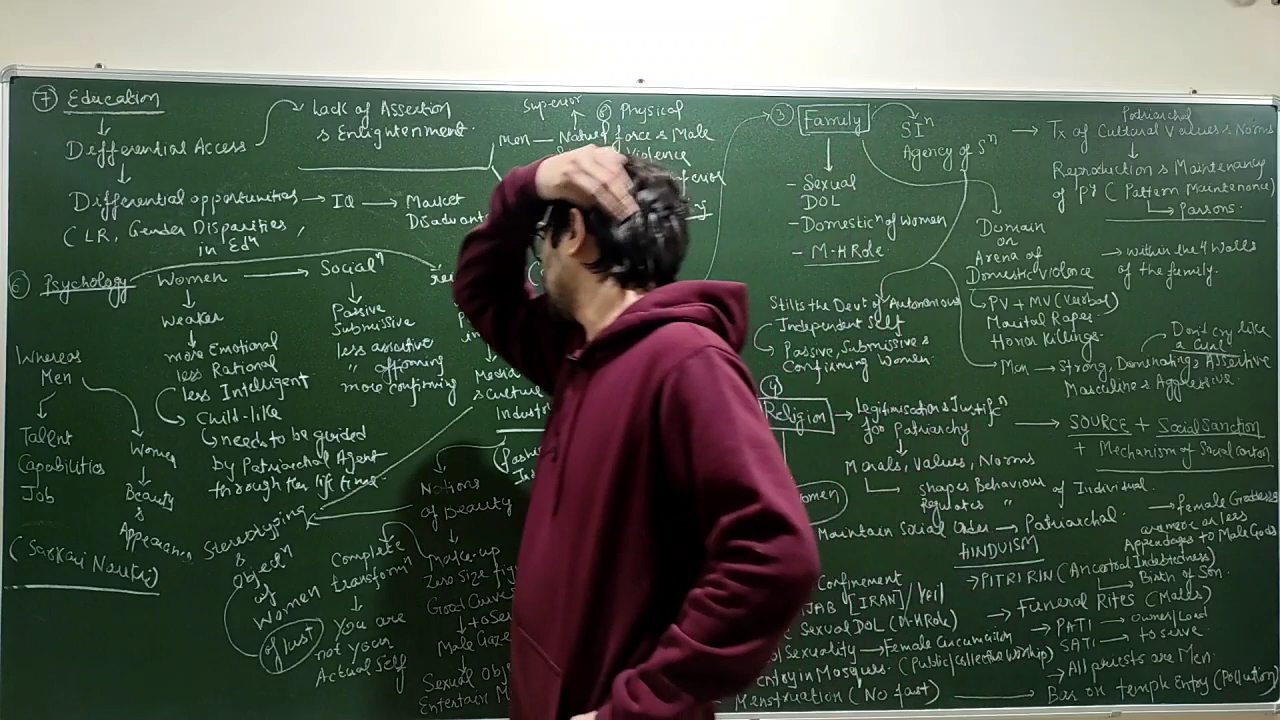 ⑦ Education
Differential Access
Lack of Assertion
& Enlightenment.
Differential opportunities → IQ → Market
Disadvant
(LR, Gender Disparities,
in Edⁿ
Superior
Men — Natural
⑤ Physical
force & Male
Violence
⑥ Psychology
Women → Socialⁿ
Weaker
more Emotional
less Rational
less Intelligent
Child-like
needs to be guided
by Patriarchal Agent
through her life time.
Passive
Submissive
less assertive
" affirming
more confirming
Whereas
Men
Talent
Capabilities
Job
(Sarkari Naukri)
Women
Beauty
&
Appearance
Media
& Culture
Industr
Stereotyping
&
Objectⁿ
of
Women
of Lust
Complete
transform
You are
not your
Actual Self
Notions
of beauty
Make-up
Zero Size fig
Good Curve
Male Gaze
Sexual Obj
Entertain M
③ Family
- Sexual
DOL
- Domesticⁿ of Women
- M-H Role
SIⁿ
Agency of Sⁿ
→ Tx of Patriarchal Cultural Values & Norms
Reproduction & Maintenance
of Pʸ (Pattern Maintenance)
Parsons.
Domain
or
Arena of
Domestic Violence
→ within the 4 walls
of the family.
PV + MV (Verbal)
Marital Rapes.
Honor Killings.
Stilts the Devᵗ of Autonomous
Independent Self
Passive, Submissive &
Confirming Women.
Men → Strong, Dominating & Assertive
Masculine & Aggressive
Don't cry like
a Girl
④ Religion → Legitimisation & Justifⁿ
for Patriarchy
→ SOURCE + Social Sanction
+ Mechanism of Social Control
Morals, Values, Norms
shapes Behaviour of Individual.
Regulates "
Women
Maintain Social Order → Patriarchal.
HINDUISM
→ Female Goddess
are more or less
Appendages to Male Gods
→ PITRI RIN (Ancestral Indebtedness)
Birth of Son.
→ Funeral Rites (Males)
→ PATI → Owner/Lord
SATI → to serve.
→ All priests are Men.
Confinement
JAB [IRAN]
Sexual DOL (M-H Role)
Sexuality → Female Circumcision
Entry in Mosques. (Public/Collective Worship)
Menstruation (No fast) → Bar on temple Entry (Pollution)